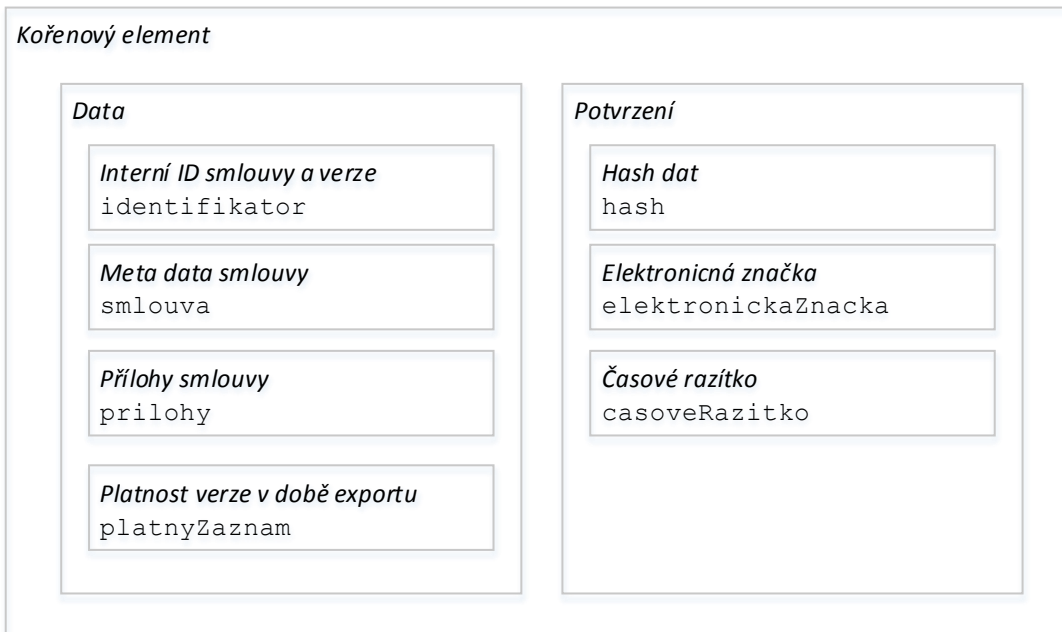 Kořenový element
Data
Interní ID smlouvy a verze
identifikator
Meta data smlouvy
smlouva
Přílohy smlouvy
prilohy
Platnost verze v době exportu
platnyZaznam
Potvrzení
Hash dat
hash
Elektronicná značka
elektronickaZnacka
Časové razítko
casoveRazitko